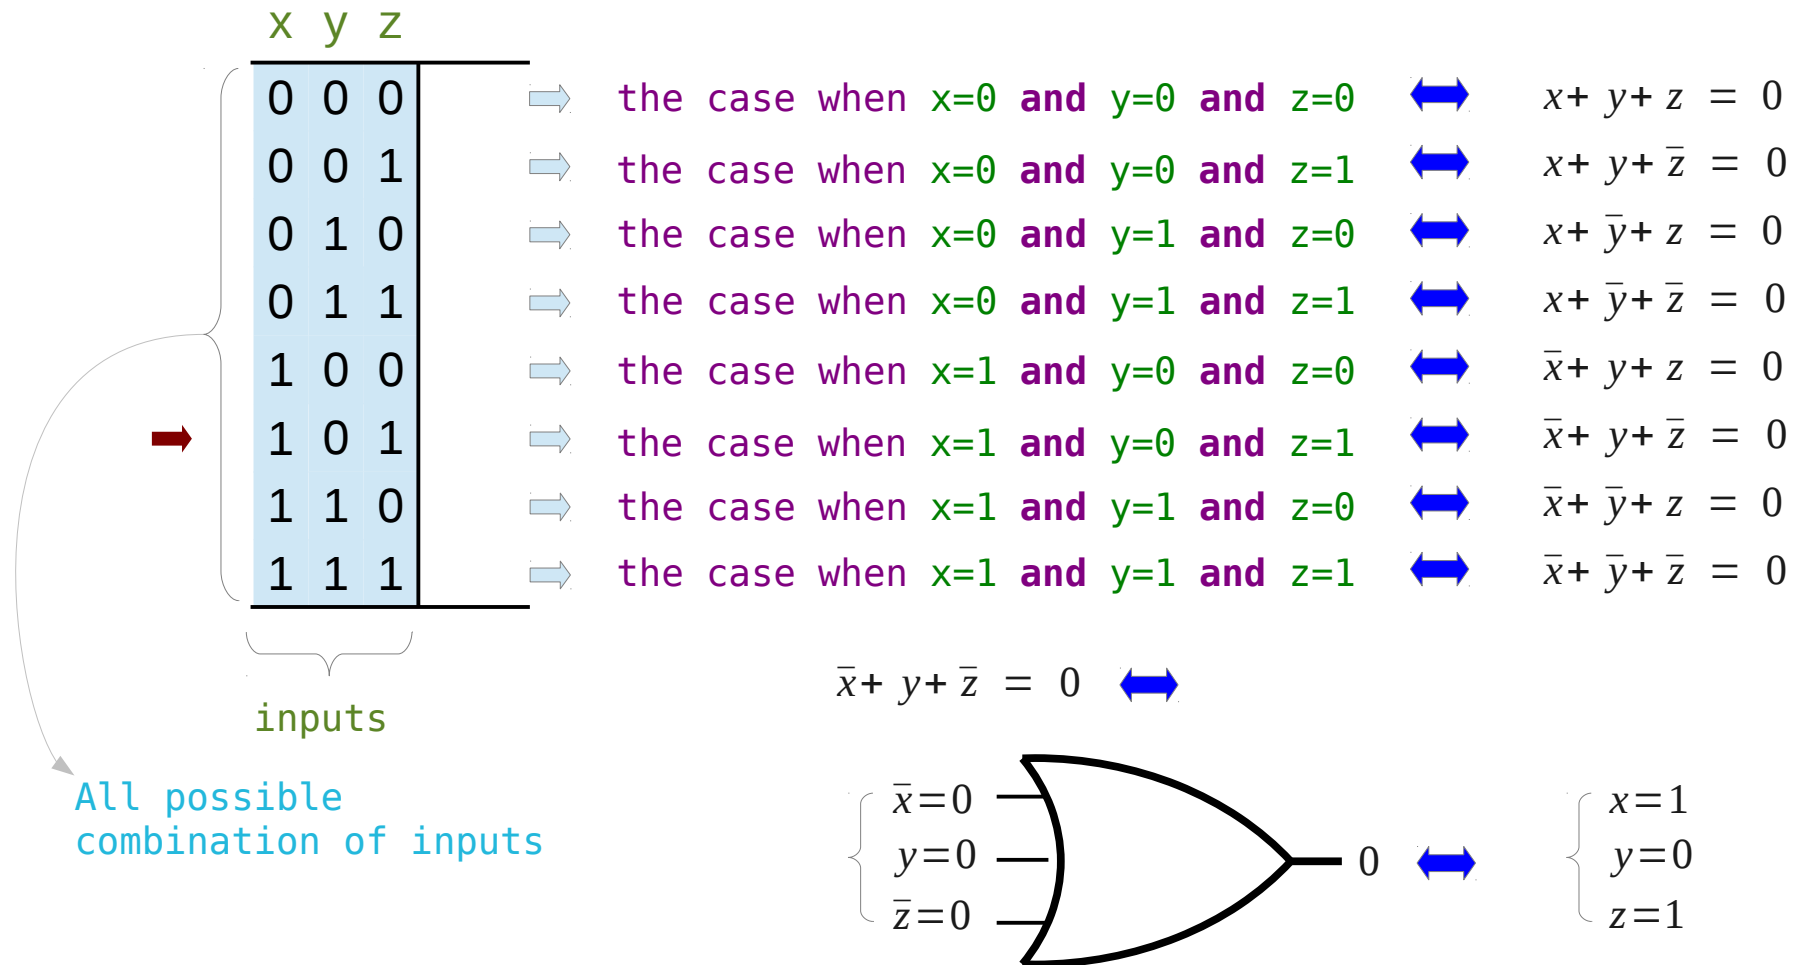 x y z
0 0 0 the case when x=0 and y=0 and z=0 x+ y+ z = 0
0 0 1 the case when x=0 and y=0 and z=1 x+ y+ z̅ = 0
0 1 0 the case when x=0 and y=1 and z=0 x+ y̅+ z = 0
0 1 1 the case when x=0 and y=1 and z=1 x+ y̅+ z̅ = 0
1 0 0 the case when x=1 and y=0 and z=0 x̅+ y+ z = 0
1 0 1 the case when x=1 and y=0 and z=1 x̅+ y+ z̅ = 0
1 1 0 the case when x=1 and y=1 and z=0 x̅+ y̅+ z = 0
1 1 1 the case when x=1 and y=1 and z=1 x̅+ y̅+ z̅ = 0
x̅+ y+ z̅ = 0
inputs
All possible
combination of inputs
x̅=0
y=0
z̅=0
0
x=1
y=0
z=1